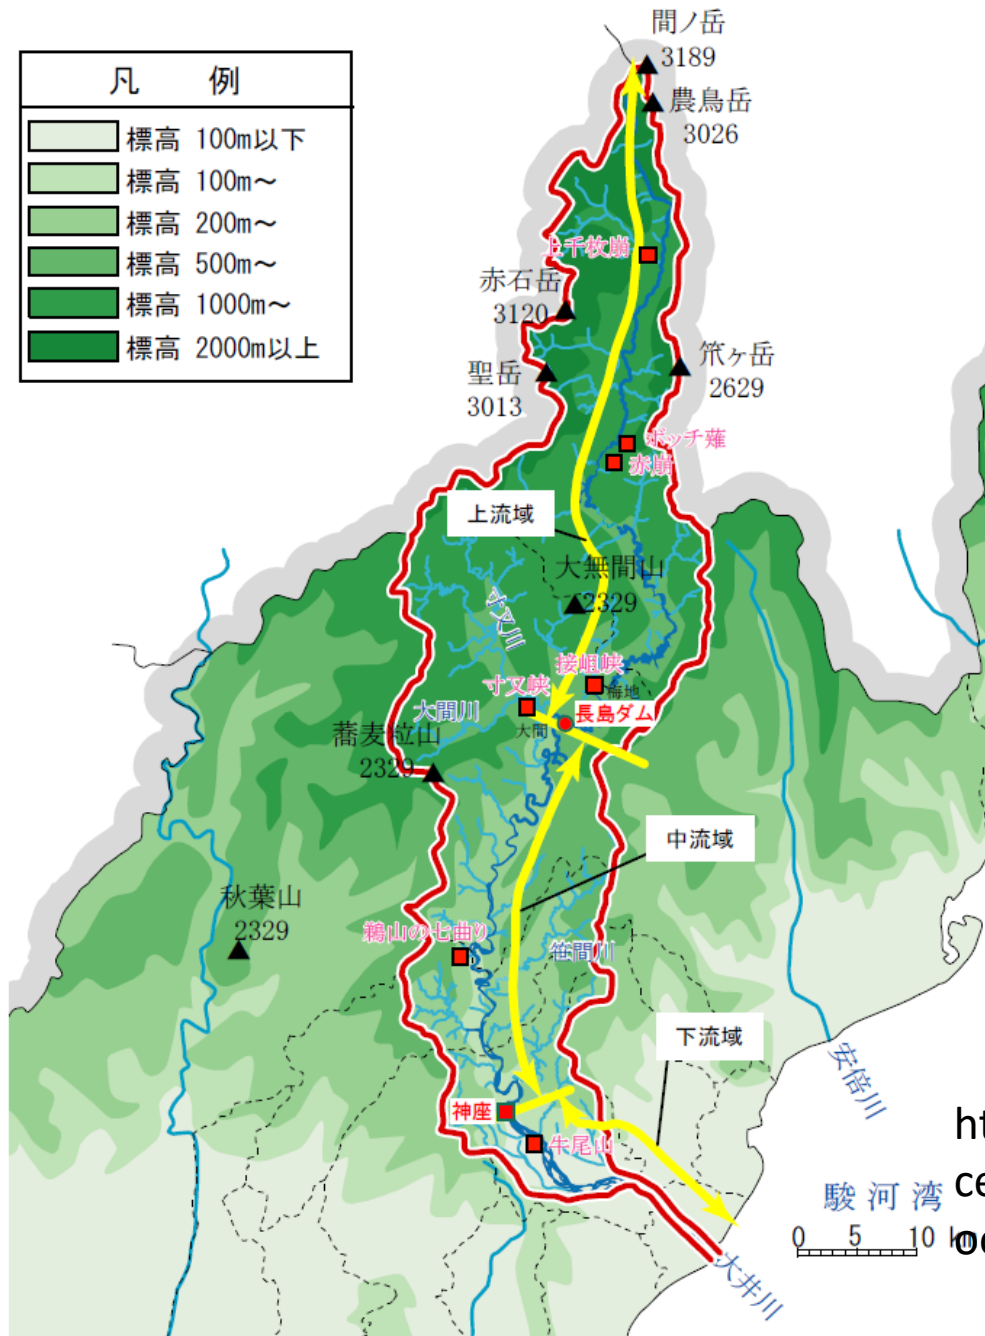 間ノ岳
3189
農鳥岳
3026
凡 例
標高 100m以下
標高 100m～
標高 200m～
標高 500m～
標高 1000m～
標高 2000m以上
上千枚崩
赤石岳
3120
笊ヶ岳
2629
聖岳
3013
ボッチ薙
赤崩
上流域
大無間山
2329
寸又川
接岨峡
梅地
寸又峡
大間川
長島ダム
大間
蕎麦粒山
2329
中流域
秋葉山
2329
鵜山の七曲り
笹間川
下流域
安倍川
神座
牛尾山
駿河湾
0 5 10 km
大井川
ht
ce